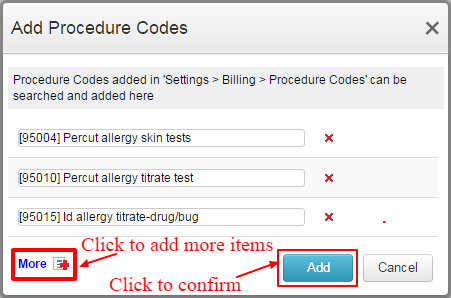 Add Procedure Codes
Procedure Codes added in 'Settings > Billing > Procedure Codes' can be
searched and added here
[95004] Percut allergy skin tests
[95010] Percut allergy titrate test
[95015] Id allergy titrate-drug/bug
Click to add more items
More
Add
Cancel
Click to confirm